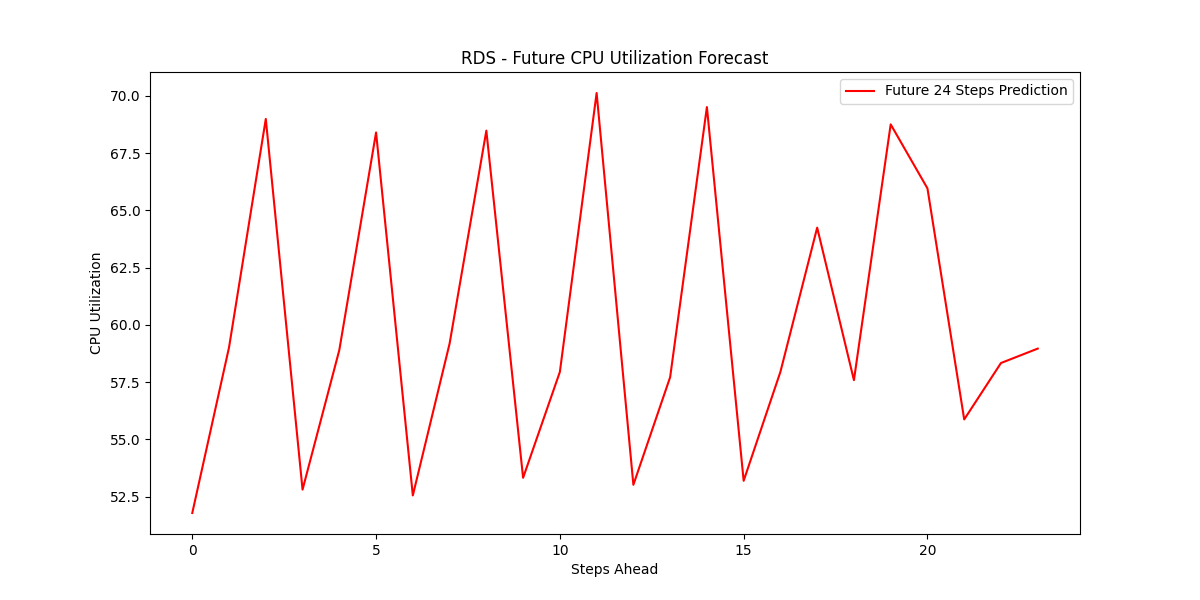 RDS - Future CPU Utilization Forecast
Future 24 Steps Prediction
CPU Utilization
70.0
67.5
65.0
62.5
60.0
57.5
55.0
52.5
0 5 10 15 20
Steps Ahead